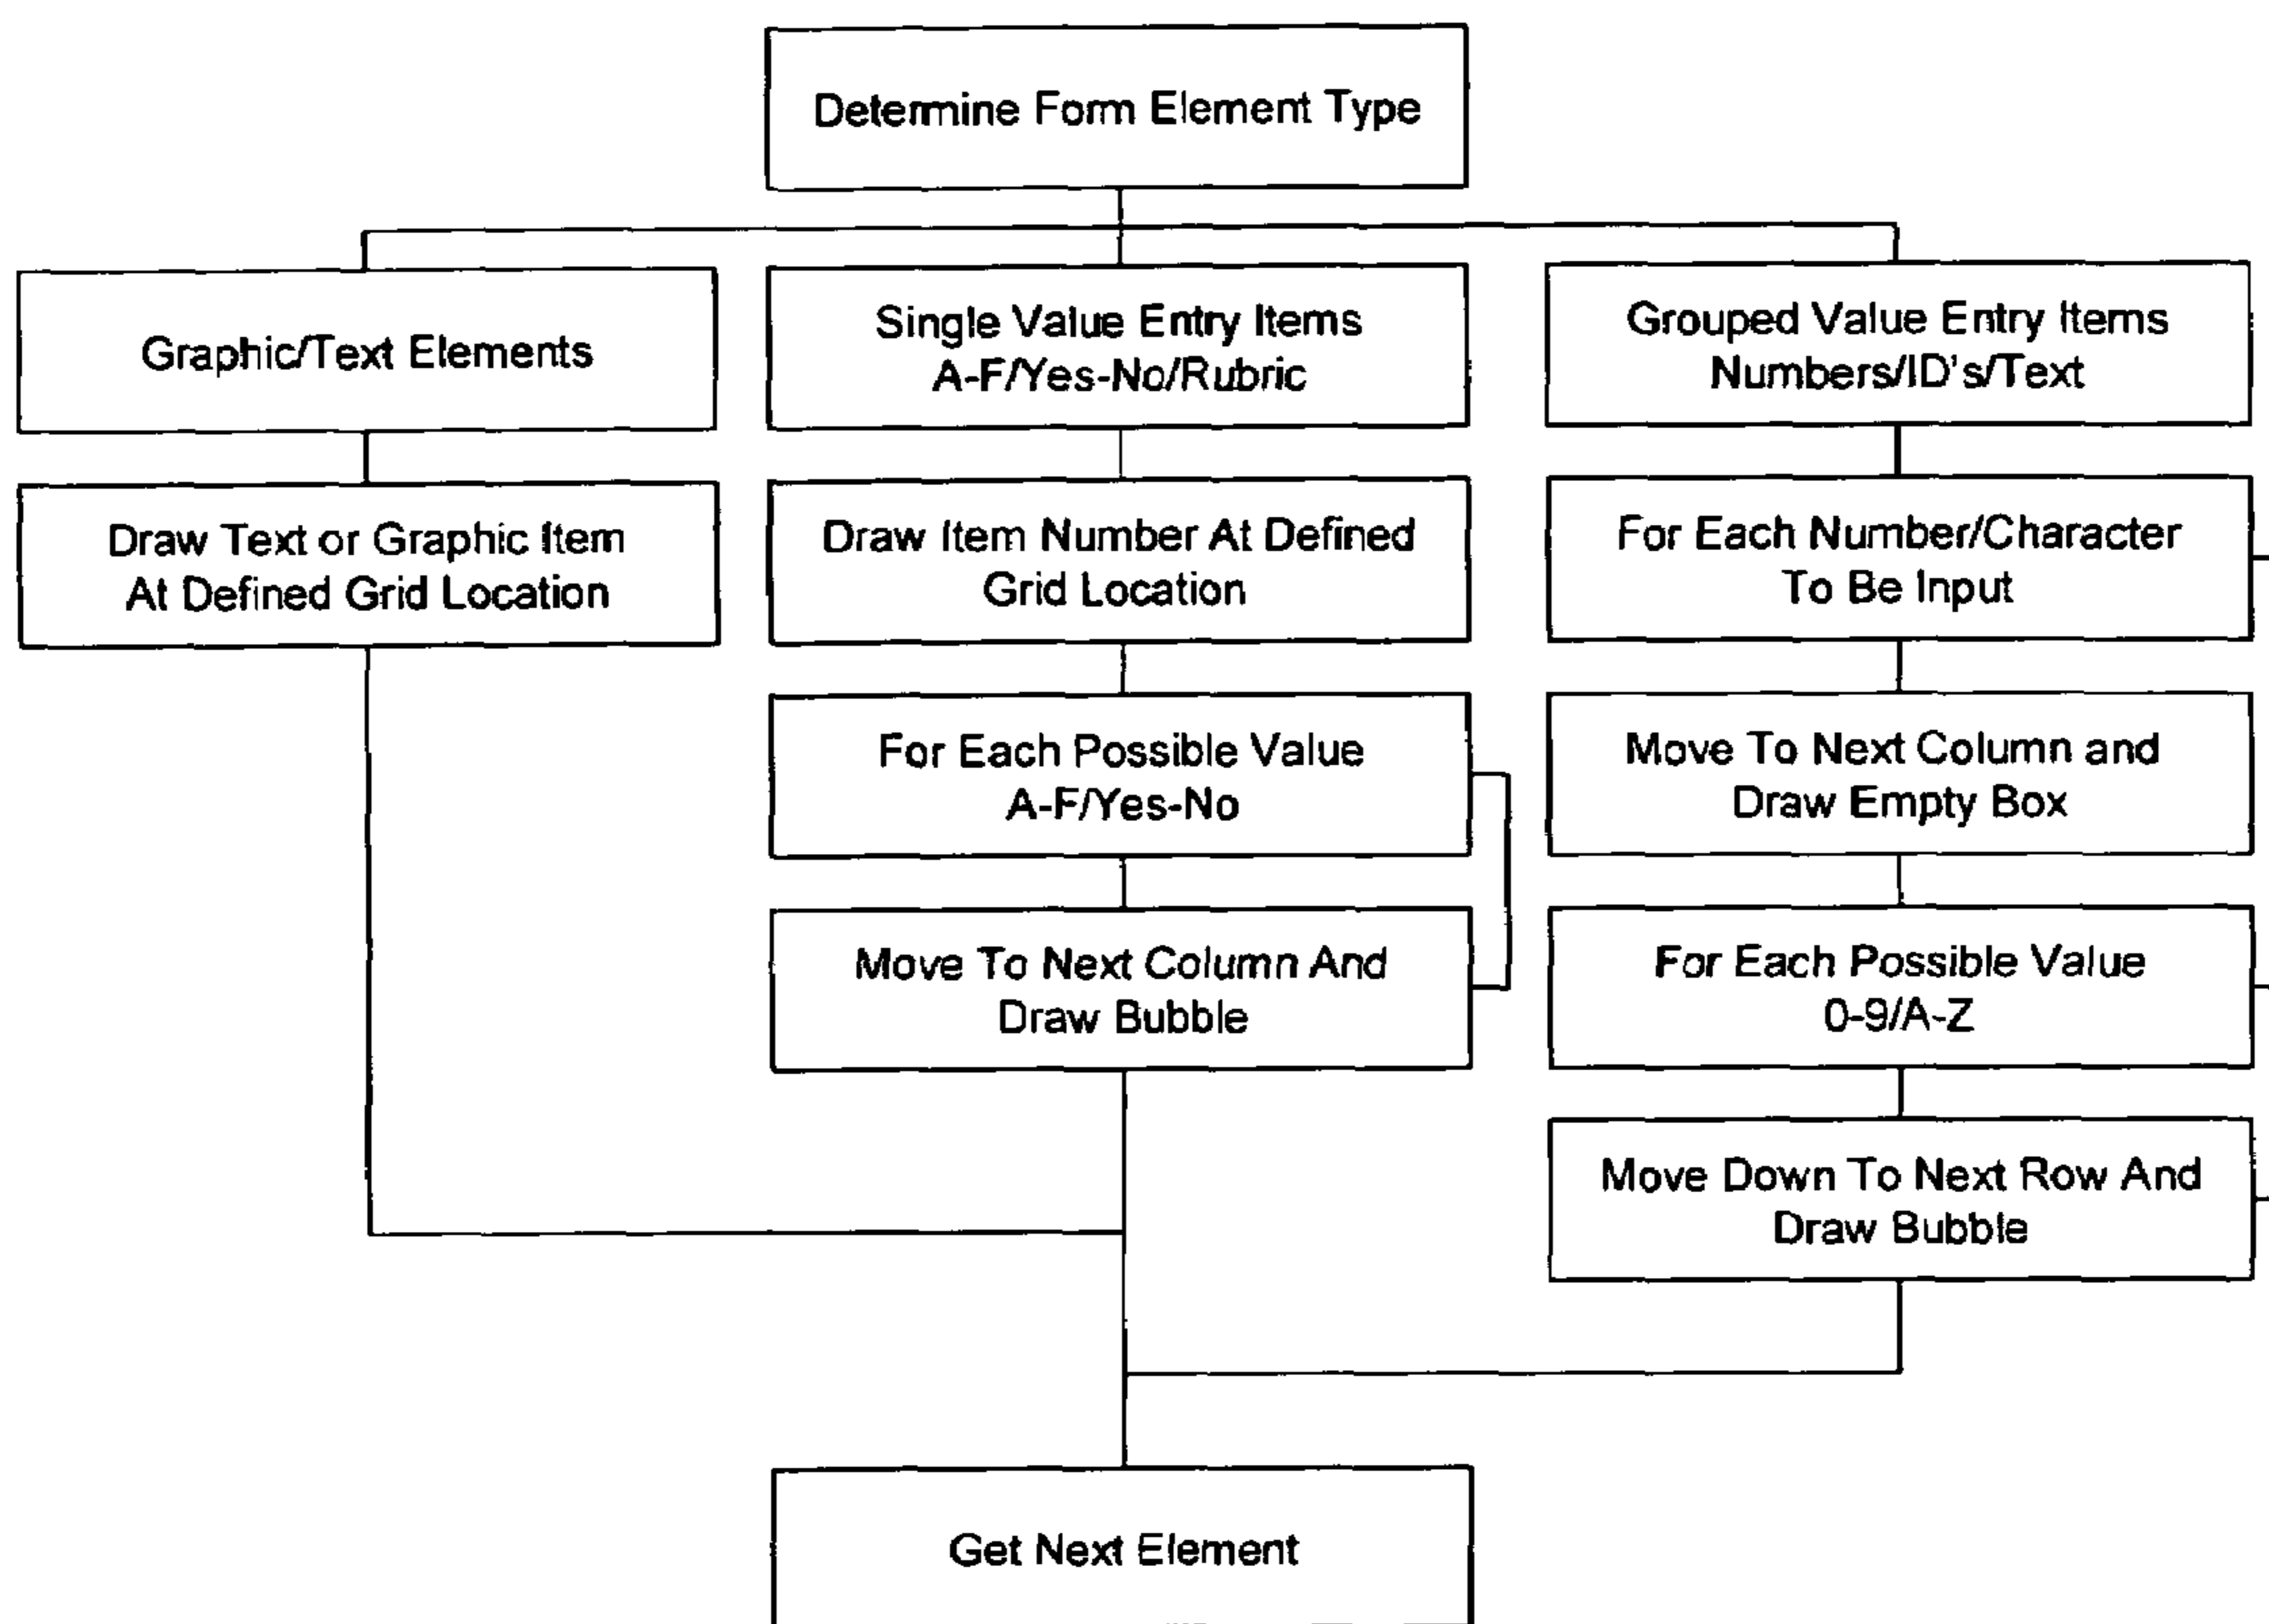 Determine Form Element Type
Graphic/Text Elements
Single Value Entry Items
A-F/Yes-No/Rubric
Grouped Value Entry Items
Numbers/ID's/Text
Draw Text or Graphic Item
At Defined Grid Location
Draw Item Number At Defined
Grid Location
For Each Number/Character
To Be Input
For Each Possible Value
A-F/Yes-No
Move To Next Column and
Draw Empty Box
Move To Next Column And
Draw Bubble
For Each Possible Value
0-9/A-Z
Move Down To Next Row And
Draw Bubble
Get Next Element